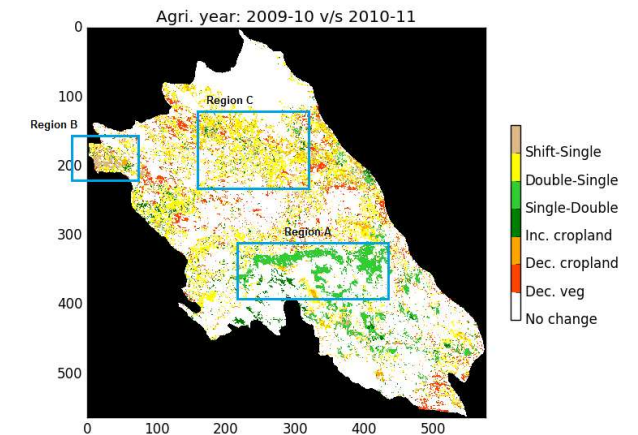 Agri. year: 2009-10 v/s 2010-11
0
100
200
300
400
500
0 100 200 300 400 500
Region C
Region B
Region A
Shift-Single
Double-Single
Single-Double
Inc. cropland
Dec. cropland
Dec. veg
No change